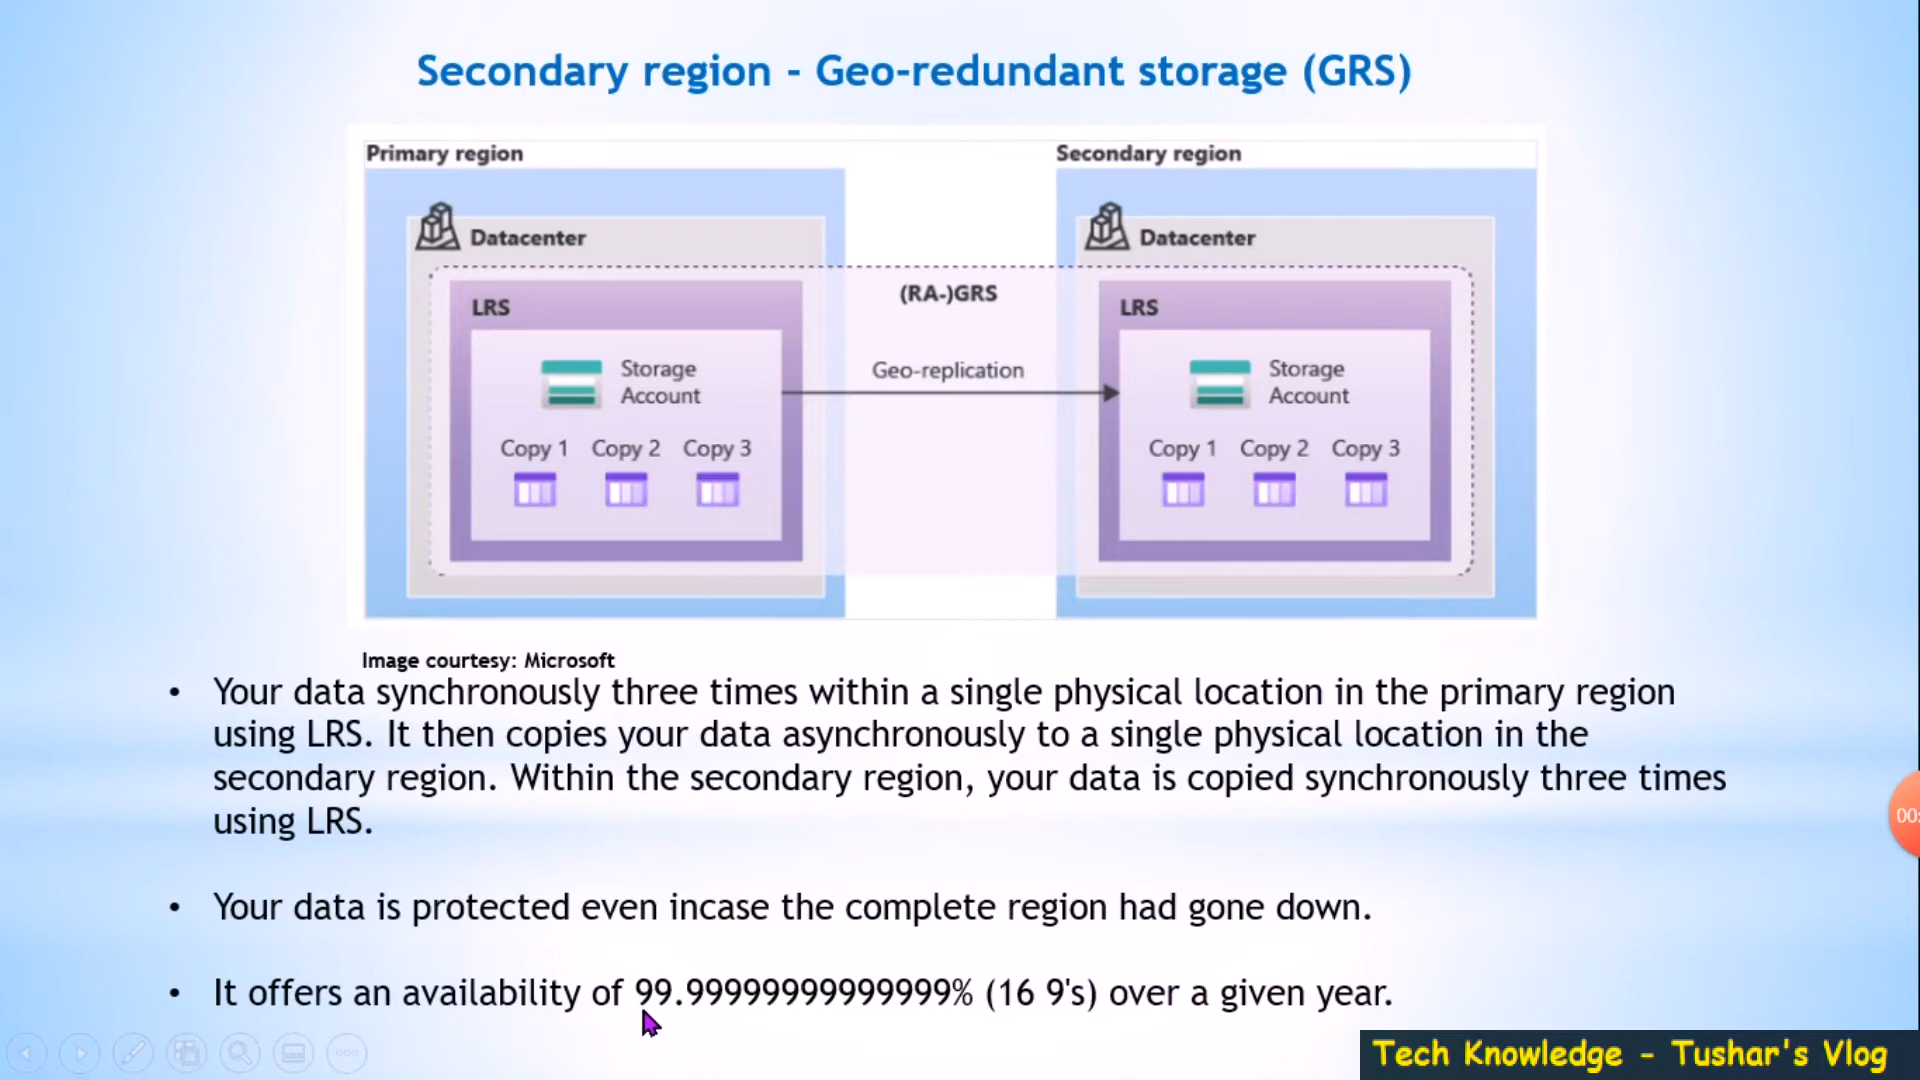 Secondary region - Geo-redundant storage (GRS)
Primary region
Secondary region
Datacenter
Datacenter
(RA-)GRS
LRS
LRS
Storage
Account
Geo-replication
Storage
Account
Copy 1 Copy 2 Copy 3
Copy 1 Copy 2 Copy 3
Image courtesy: Microsoft
• Your data synchronously three times within a single physical location in the primary region
using LRS. It then copies your data asynchronously to a single physical location in the
secondary region. Within the secondary region, your data is copied synchronously three times
using LRS.
• Your data is protected even incase the complete region had gone down.
• It offers an availability of 99.99999999999999% (16 9's) over a given year.
Tech Knowledge - Tushar's Vlog